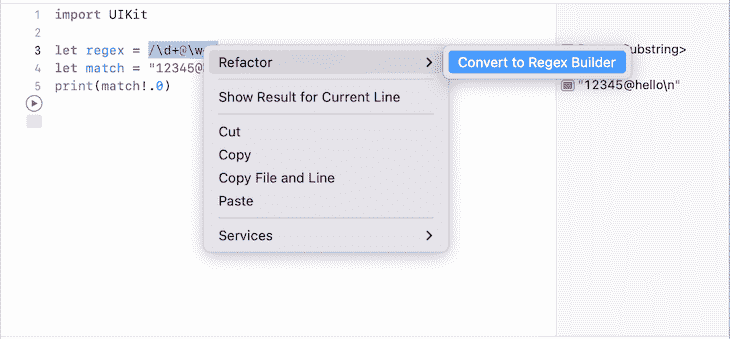 1 import UIKit
2
3 let regex = /\d+@\w
4 let match = "12345@
5 print(match!.0)
Refactor
Convert to Regex Builder
Show Result for Current Line
Cut
Copy
Copy File and Line
Paste
Services
ubstring>
"12345@hello\n"